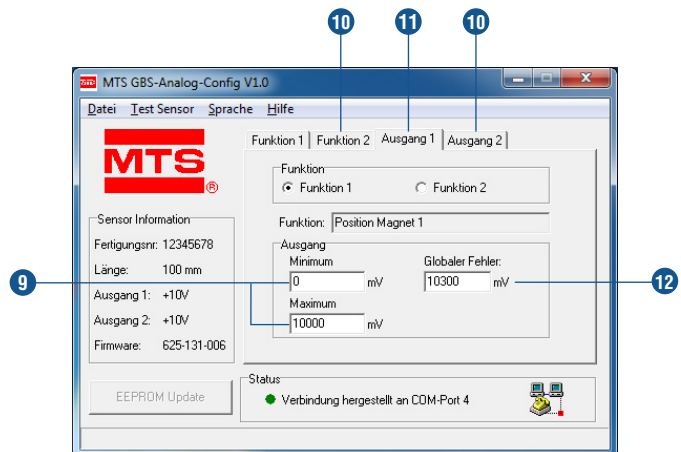 10 11 10
MTS MTS GBS-Analog-Config V1.0
Datei Test Sensor Sprache Hilfe
Funktion 1 Funktion 2 Ausgang 1 Ausgang 2
MTS®
Funktion
Funktion 1 Funktion 2
Funktion: Position Magnet 1
Sensor Information
Fertigungsnr: 12345678
Länge: 100 mm
Ausgang 1: +10V
Ausgang 2: +10V
Firmware: 625-131-006
Ausgang
Minimum Globaler Fehler:
9 0 mV 10300 mV 12
Maximum
10000 mV
EEPROM Update
Status
Verbindung hergestellt an COM-Port 4